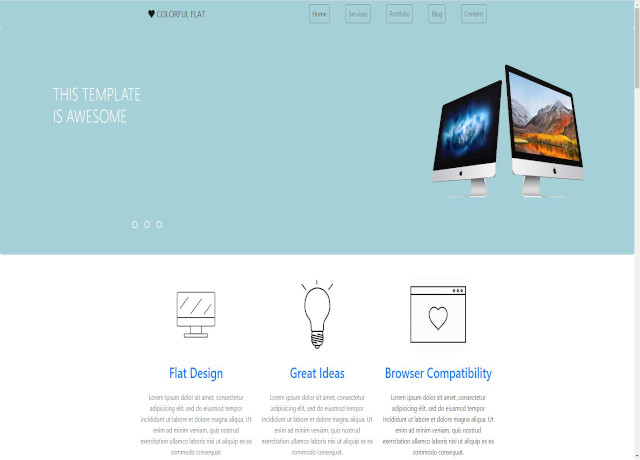 COLORFUL FLAT
Home
Services
Portfolio
Blog
Contact
THIS TEMPLATE
IS AWESOME
Flat Design
Great Ideas
Browser Compatibility
Lorem ipsum dolor sit amet, consectetur
adipisicing elit, sed do eiusmod tempor
incididunt ut labore et dolore magna aliqua. Ut
enim ad minim veniam, quis nostrud
exercitation ullamco laboris nisi ut aliquip ex ea
commodo consequat.
Lorem ipsum dolor sit amet, consectetur
adipisicing elit, sed do eiusmod tempor
incididunt ut labore et dolore magna aliqua. Ut
enim ad minim veniam, quis nostrud
exercitation ullamco laboris nisi ut aliquip ex ea
commodo consequat.
Lorem ipsum dolor sit amet, consectetur
adipisicing elit, sed do eiusmod tempor
incididunt ut labore et dolore magna aliqua. Ut
enim ad minim veniam, quis nostrud
exercitation ullamco laboris nisi ut aliquip ex ea
commodo consequat.